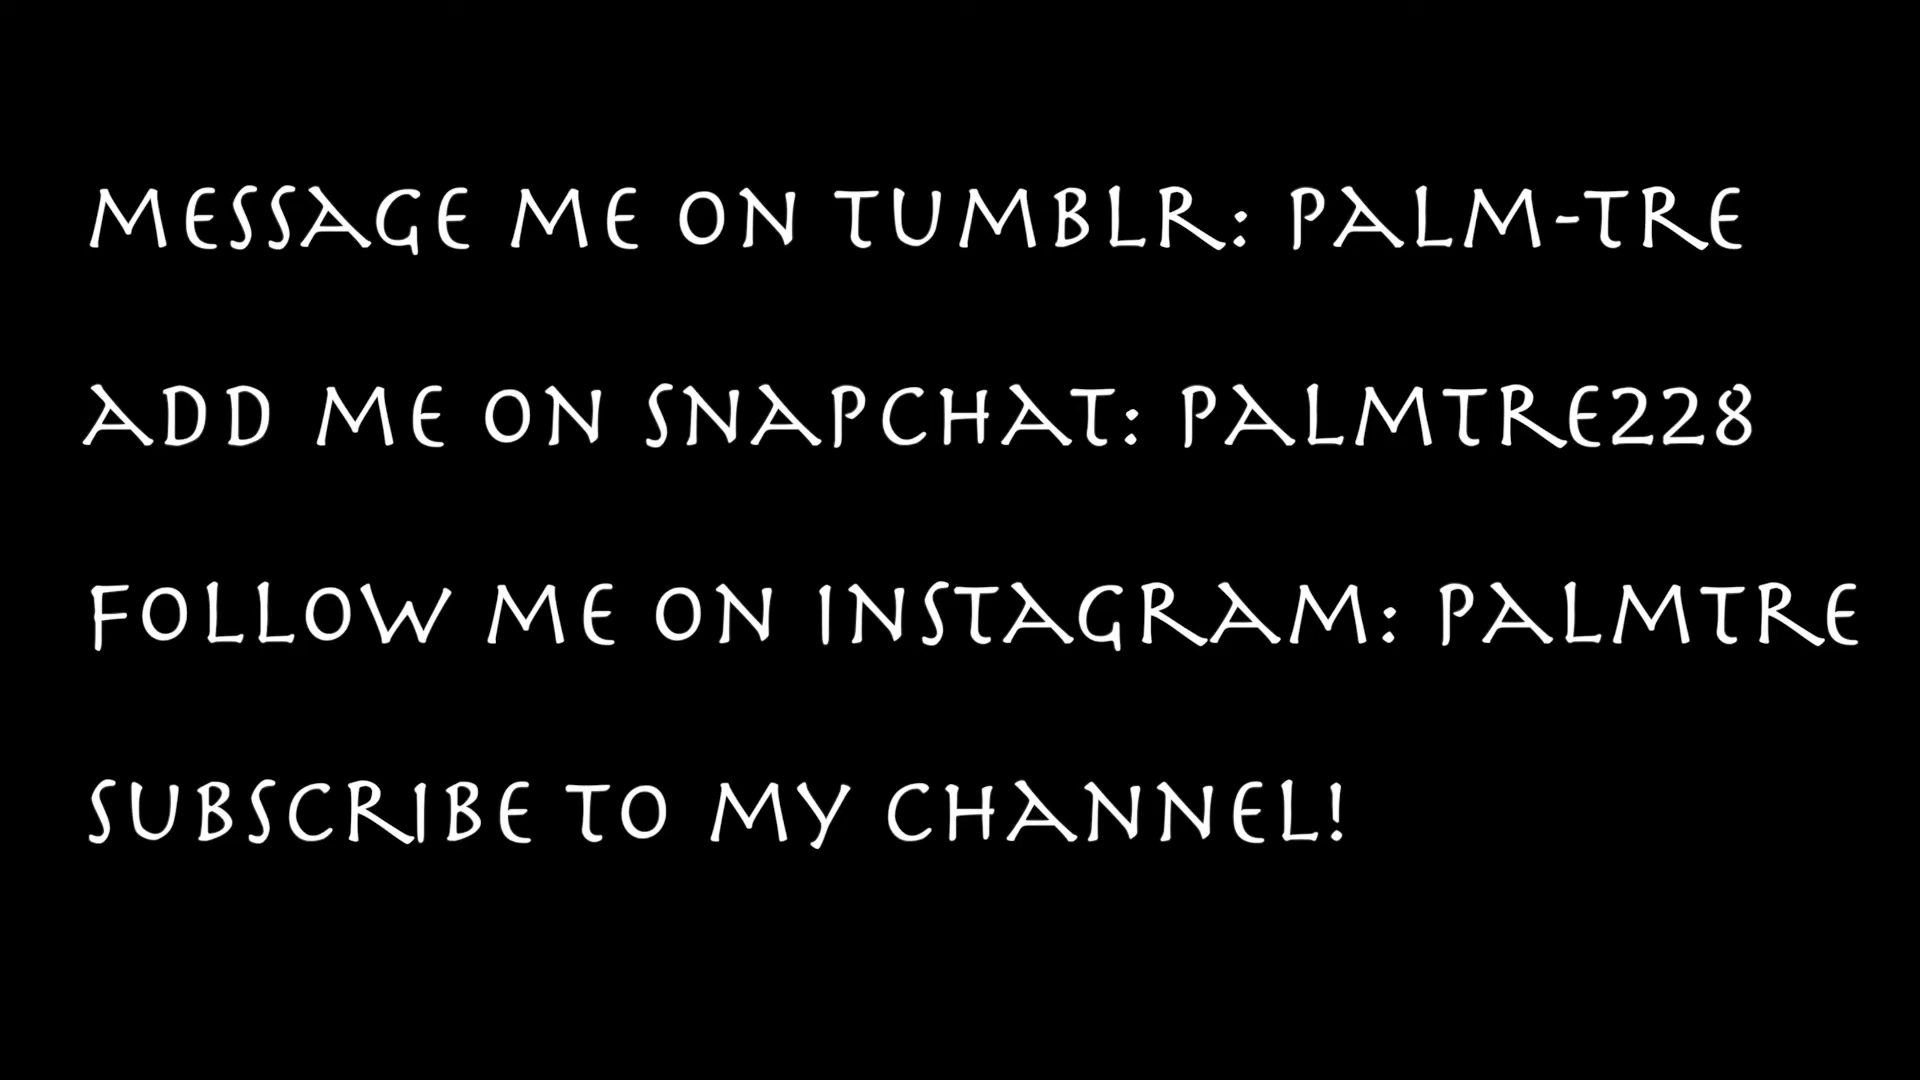 MESSAGE ME ON TUMBLR: PALM-TRE
ADD ME ON SNAPCHAT: PALMTRE228
FOLLOW ME ON INSTAGRAM: PALMTRE
SUBSCRIBE TO MY CHANNEL!